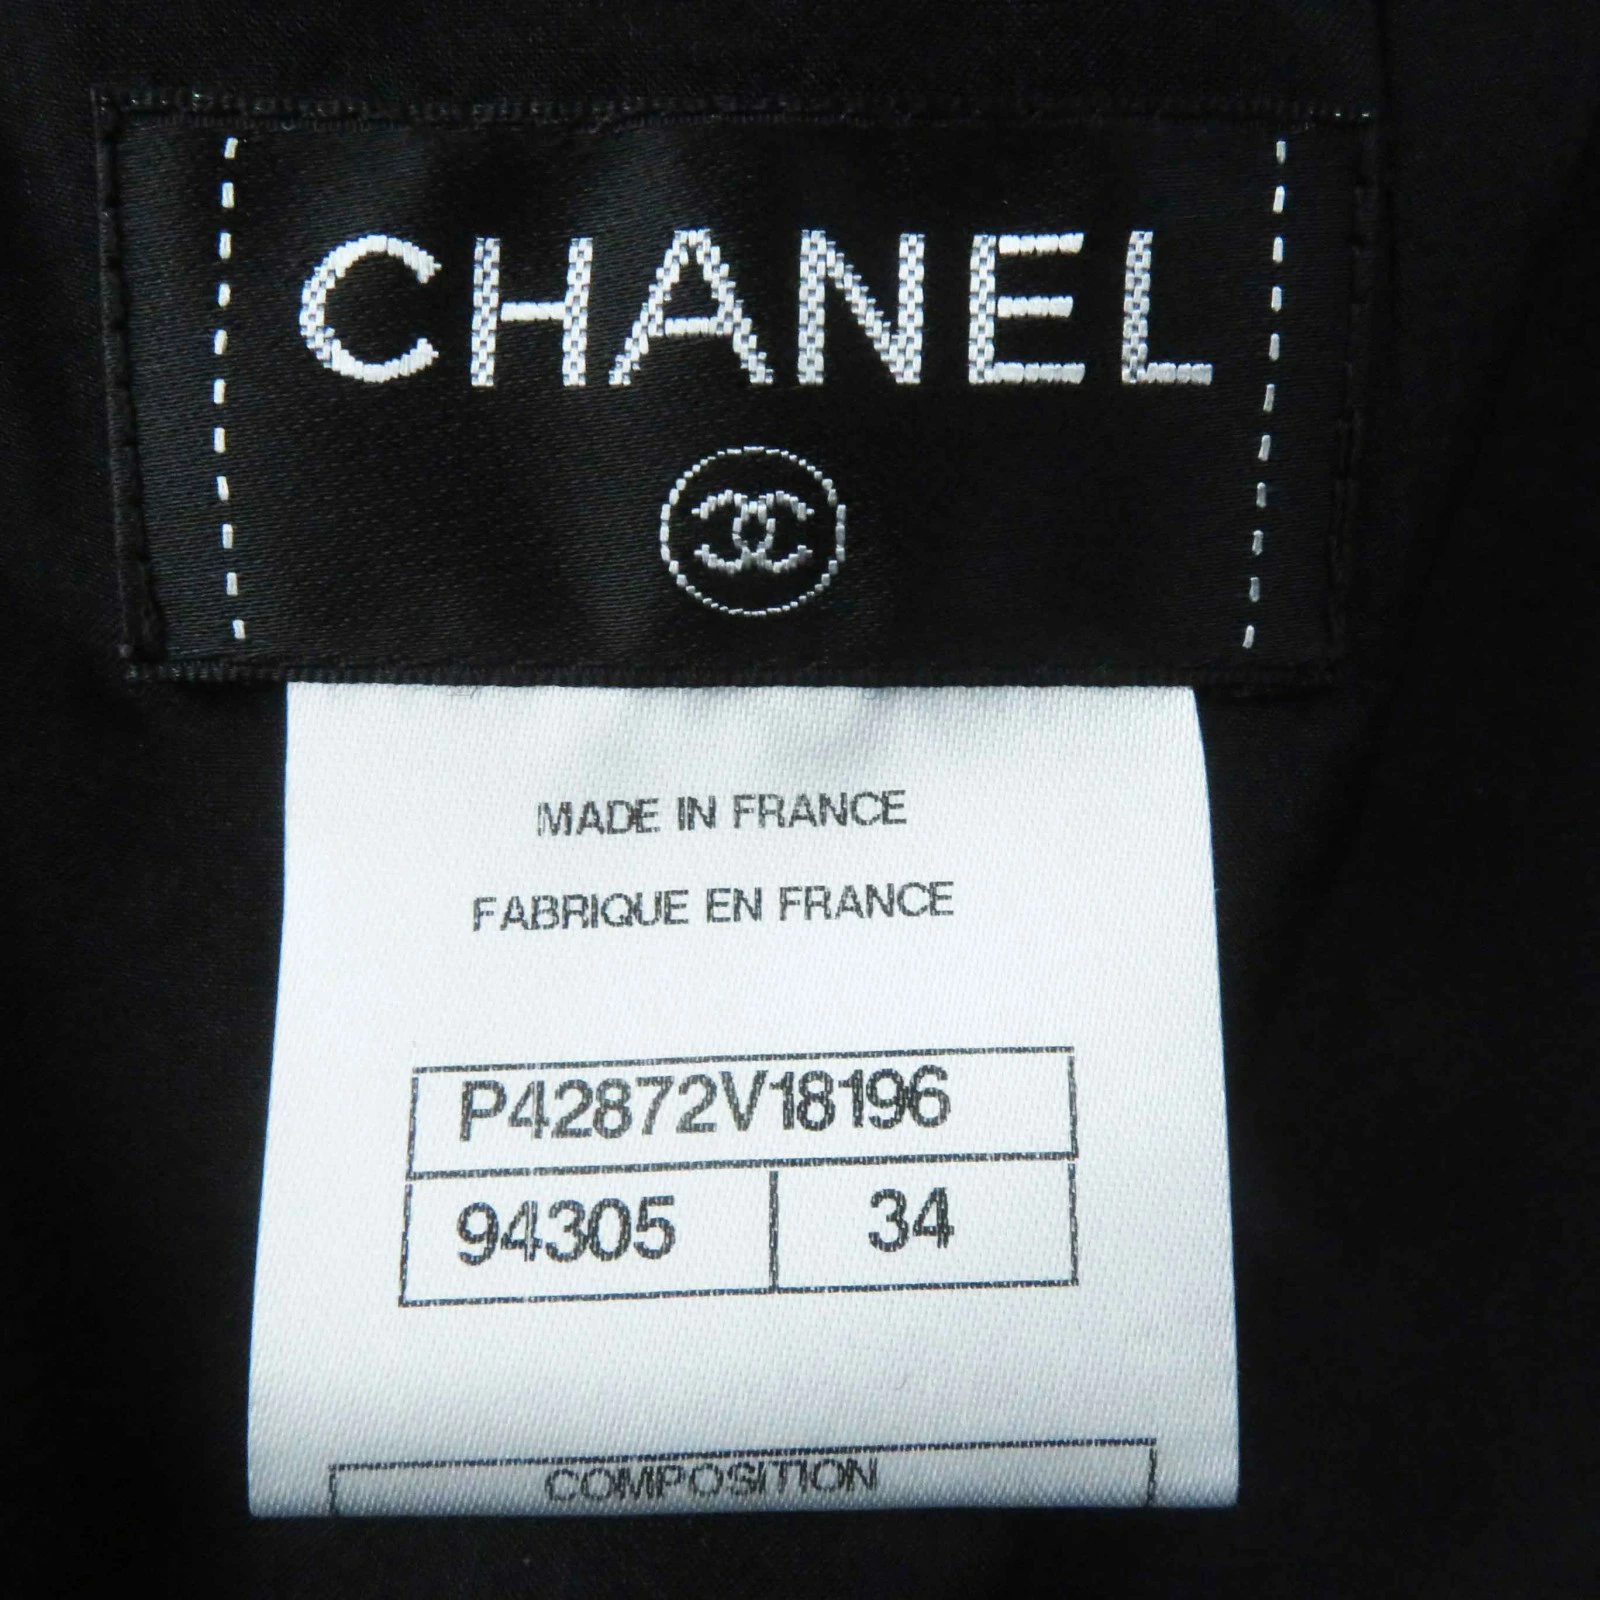 CHANEL
MADE IN FRANCE
FABRIQUE EN FRANCE
P42872V18196
94305 34
COMPOSITION